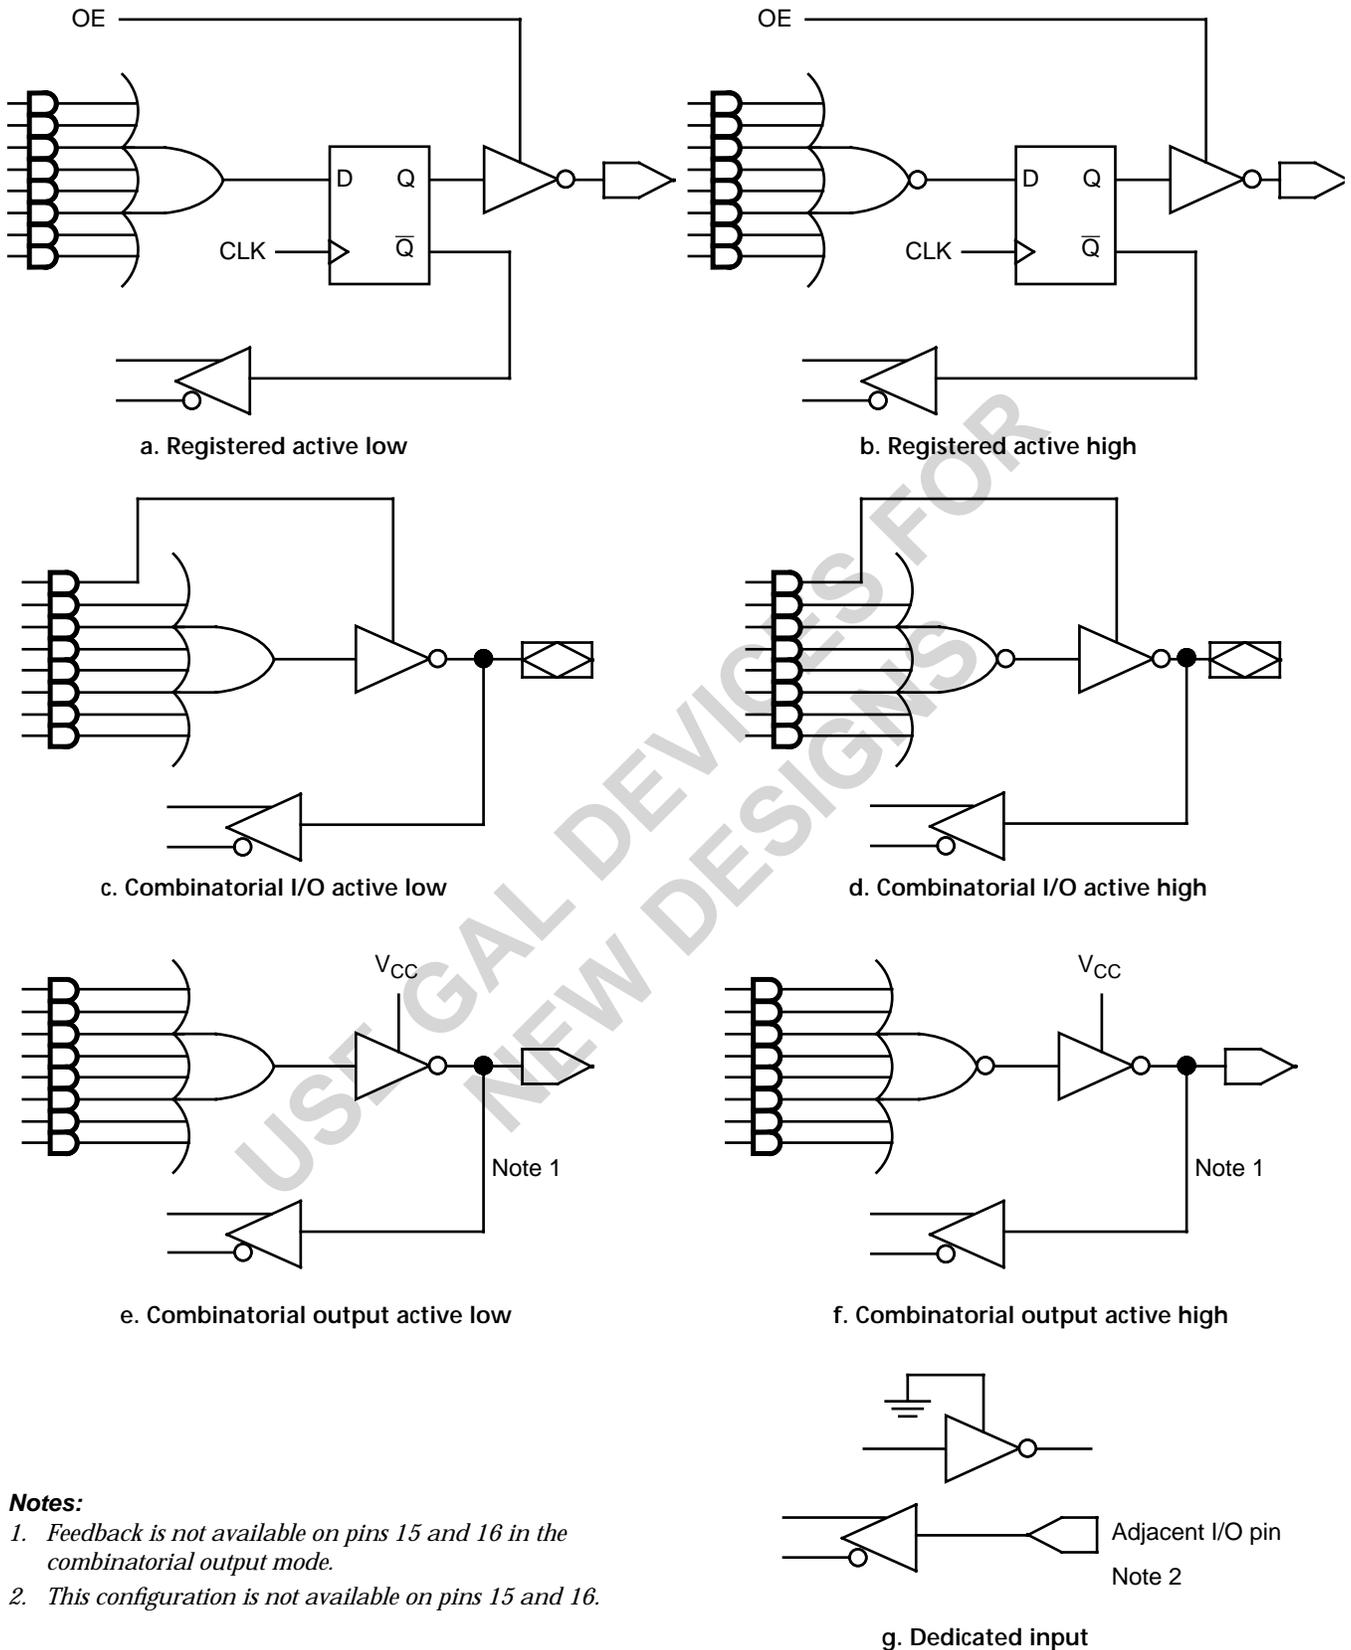 OE
OE
D Q
CLK Q̅
D Q
CLK Q̅
a. Registered active low
b. Registered active high
c. Combinatorial I/O active low
d. Combinatorial I/O active high
VCC
VCC
Note 1
Note 1
e. Combinatorial output active low
f. Combinatorial output active high
USE GAL DEVICES FOR
NEW DESIGNS
Notes:
1. Feedback is not available on pins 15 and 16 in the
combinatorial output mode.
2. This configuration is not available on pins 15 and 16.
Adjacent I/O pin
Note 2
g. Dedicated input